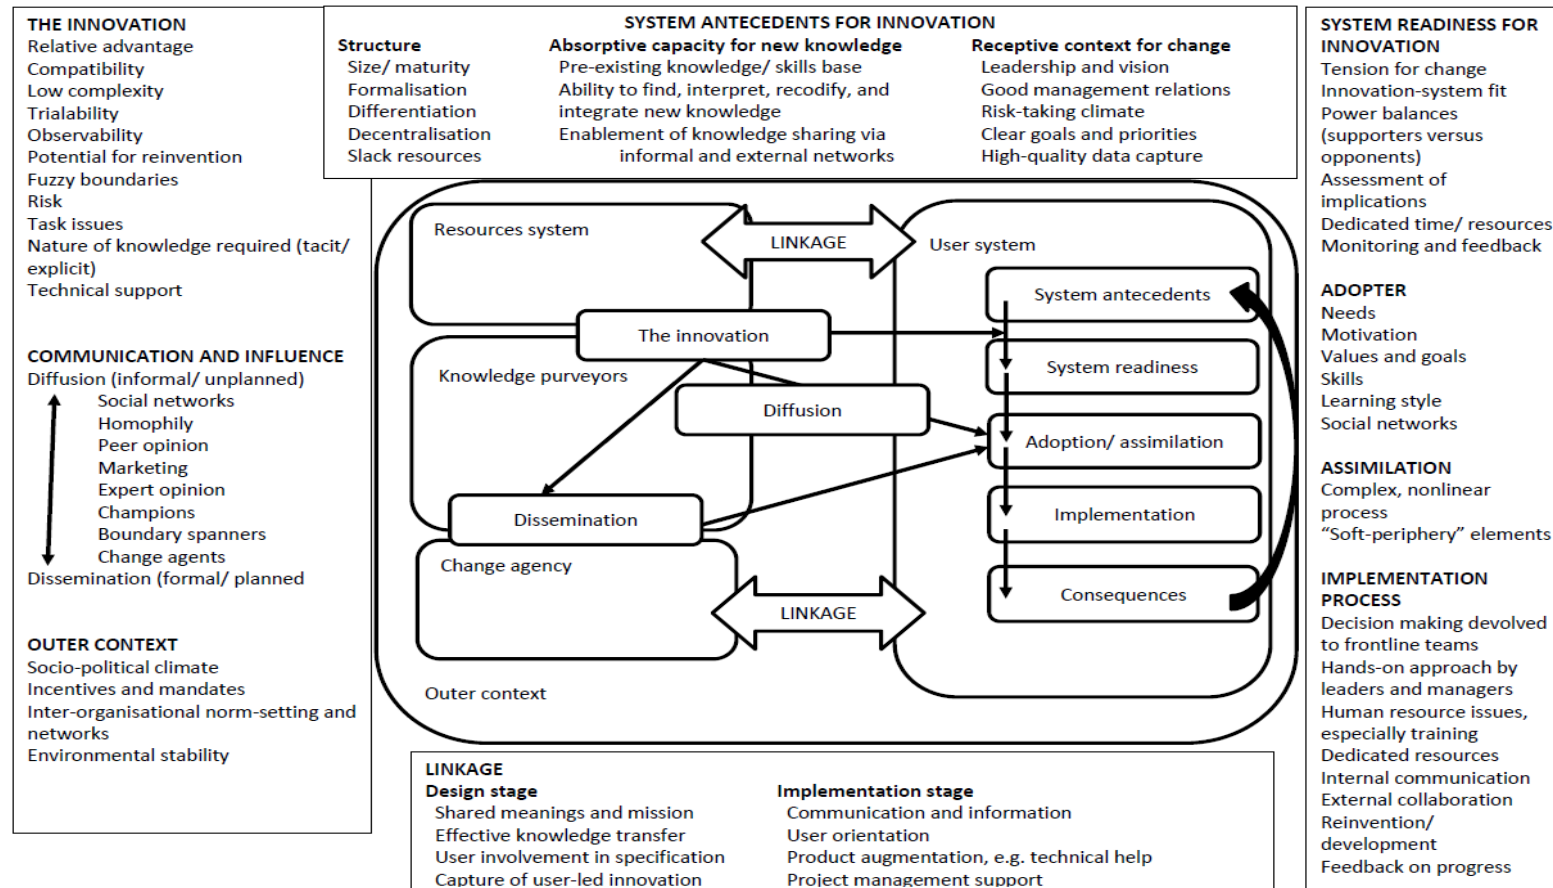 THE INNOVATION
Relative advantage
Compatibility
Low complexity
Trialability
Observability
Potential for reinvention
Fuzzy boundaries
Risk
Task issues
Nature of knowledge required (tacit/
explicit)
Technical support
COMMUNICATION AND INFLUENCE
Diffusion (informal/ unplanned)
Social networks
Homophily
Peer opinion
Marketing
Expert opinion
Champions
Boundary spanners
Change agents
Dissemination (formal/ planned
OUTER CONTEXT
Socio-political climate
Incentives and mandates
Inter-organisational norm-setting and
networks
Environmental stability
SYSTEM ANTECEDENTS FOR INNOVATION
Structure
Size/ maturity
Formalisation
Differentiation
Decentralisation
Slack resources
Absorptive capacity for new knowledge
Pre-existing knowledge/ skills base
Ability to find, interpret, recodify, and
integrate new knowledge
Enablement of knowledge sharing via
informal and external networks
Receptive context for change
Leadership and vision
Good management relations
Risk-taking climate
Clear goals and priorities
High-quality data capture
Resources system
LINKAGE
User system
System antecedents
The innovation
System readiness
Knowledge purveyors
Diffusion
Adoption/ assimilation
Dissemination
Implementation
Change agency
Consequences
LINKAGE
Outer context
LINKAGE
Design stage
Shared meanings and mission
Effective knowledge transfer
User involvement in specification
Capture of user-led innovation
Implementation stage
Communication and information
User orientation
Product augmentation, e.g. technical help
Project management support
SYSTEM READINESS FOR
INNOVATION
Tension for change
Innovation-system fit
Power balances
(supporters versus
opponents)
Assessment of
implications
Dedicated time/ resources
Monitoring and feedback
ADOPTER
Needs
Motivation
Values and goals
Skills
Learning style
Social networks
ASSIMILATION
Complex, nonlinear
process
“Soft-periphery” elements
IMPLEMENTATION
PROCESS
Decision making devolved
to frontline teams
Hands-on approach by
leaders and managers
Human resource issues,
especially training
Dedicated resources
Internal communication
External collaboration
Reinvention/
development
Feedback on progress